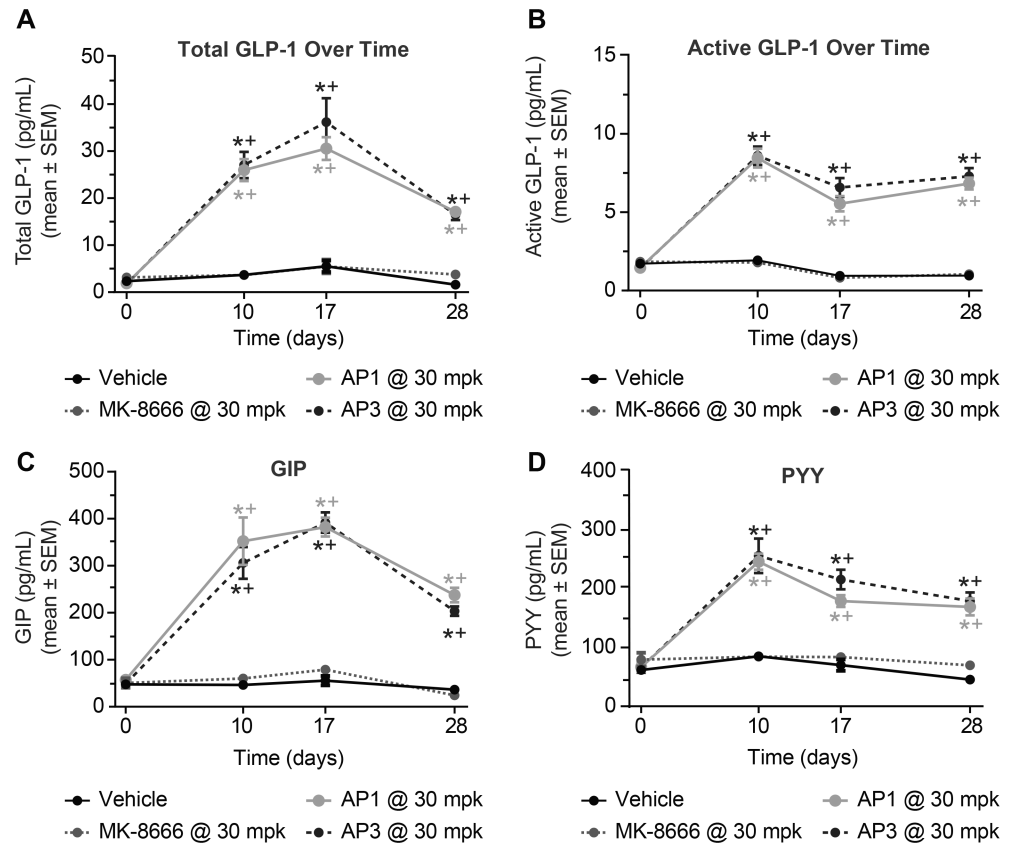 A
Total GLP-1 Over Time
Total GLP-1 (pg/mL)
(mean ± SEM)
50
40
30
20
10
0
*+
*+
*+
*+
*+
*+
0 10 17 28
Time (days)
Vehicle
AP1 @ 30 mpk
MK-8666 @ 30 mpk
AP3 @ 30 mpk
B
Active GLP-1 Over Time
Active GLP-1 (pg/mL)
(mean ± SEM)
15
10
5
0
*+
*+
*+
*+
*+
*+
0 10 17 28
Time (days)
Vehicle
AP1 @ 30 mpk
MK-8666 @ 30 mpk
AP3 @ 30 mpk
C
GIP
GIP (pg/mL)
(mean ± SEM)
500
400
300
200
100
0
*+
*+
*+
*+
*+
*+
0 10 17 28
Time (days)
Vehicle
AP1 @ 30 mpk
MK-8666 @ 30 mpk
AP3 @ 30 mpk
D
PYY
PYY (pg/mL)
(mean ± SEM)
400
300
200
100
0
*+
*+
*+
*+
*+
*+
0 10 17 28
Time (days)
Vehicle
AP1 @ 30 mpk
MK-8666 @ 30 mpk
AP3 @ 30 mpk